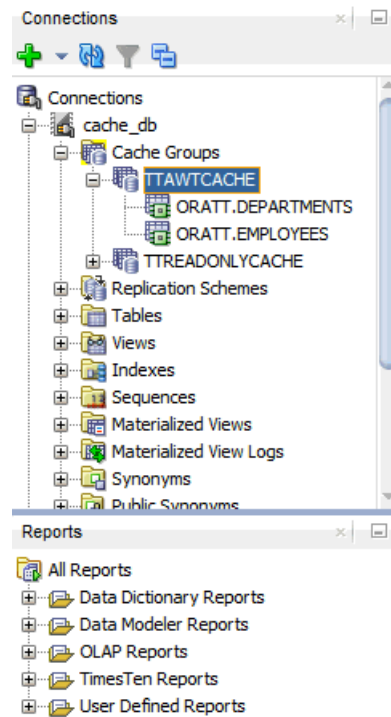 Connections
Connections
cache_db
Cache Groups
TTAWTCACHE
ORATT.DEPARTMENTS
ORATT.EMPLOYEES
TTREADONLYCACHE
Replication Schemes
Tables
Views
Indexes
Sequences
Materialized Views
Materialized View Logs
Synonyms
Public Synonyms
Reports
All Reports
Data Dictionary Reports
Data Modeler Reports
OLAP Reports
TimesTen Reports
User Defined Reports